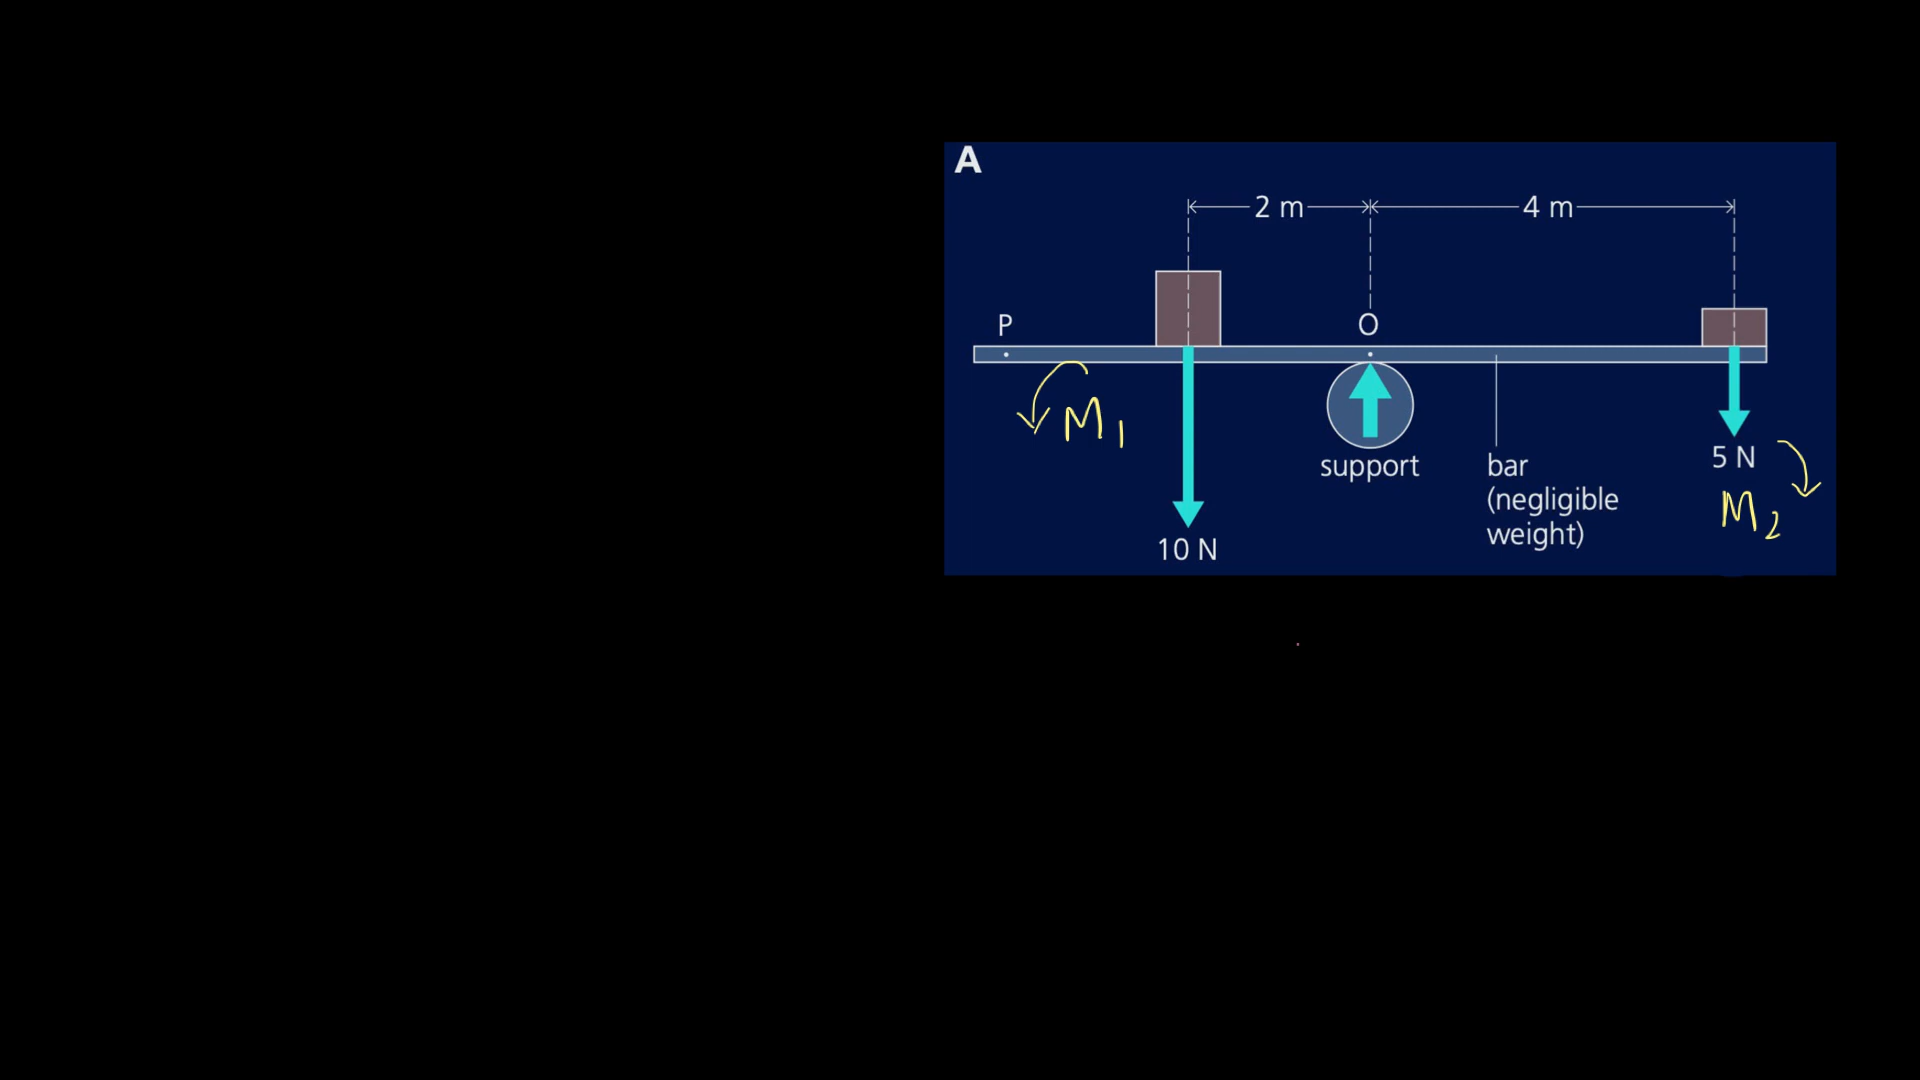 A
2 m
4 m
P
O
M1
support
bar
(negligible
weight)
5 N
M2
10 N